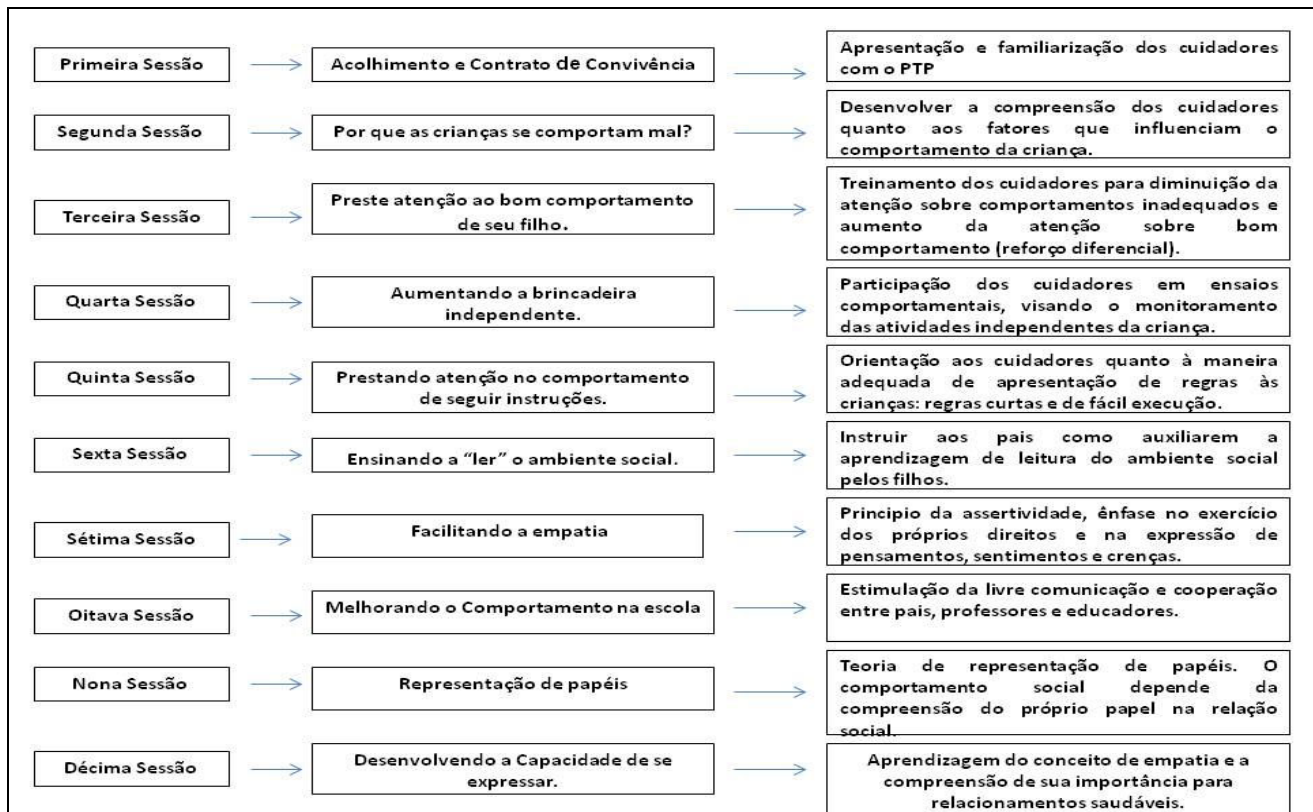 Primeira Sessão
Acolhimento e Contrato de Convivência
Apresentação e familiarização dos cuidadores
com o PTP
Segunda Sessão
Por que as crianças se comportam mal?
Desenvolver a compreensão dos cuidadores
quanto aos fatores que influenciam o
comportamento da criança.
Terceira Sessão
Preste atenção ao bom comportamento
de seu filho.
Treinamento dos cuidadores para diminuição da
atenção sobre comportamentos inadequados e
aumento da atenção sobre bom
comportamento (reforço diferencial).
Quarta Sessão
Aumentando a brincadeira
independente.
Participação dos cuidadores em ensaios
comportamentais, visando o monitoramento
das atividades independentes da criança.
Quinta Sessão
Prestando atenção no comportamento
de seguir instruções.
Orientação aos cuidadores quanto à maneira
adequada de apresentação de regras às
crianças: regras curtas e de fácil execução.
Sexta Sessão
Ensinando a “ler” o ambiente social.
Instruir aos pais como auxiliarem a
aprendizagem de leitura do ambiente social
pelos filhos.
Sétima Sessão
Facilitando a empatia
Principio da assertividade, ênfase no exercício
dos próprios direitos e na expressão de
pensamentos, sentimentos e crenças.
Oitava Sessão
Melhorando o Comportamento na escola
Estimulação da livre comunicação e cooperação
entre pais, professores e educadores.
Nona Sessão
Representação de papéis
Teoria de representação de papéis. O
comportamento social depende da
compreensão do próprio papel na relação
social.
Décima Sessão
Desenvolvendo a Capacidade de se
expressar.
Aprendizagem do conceito de empatia e a
compreensão de sua importância para
relacionamentos saudáveis.